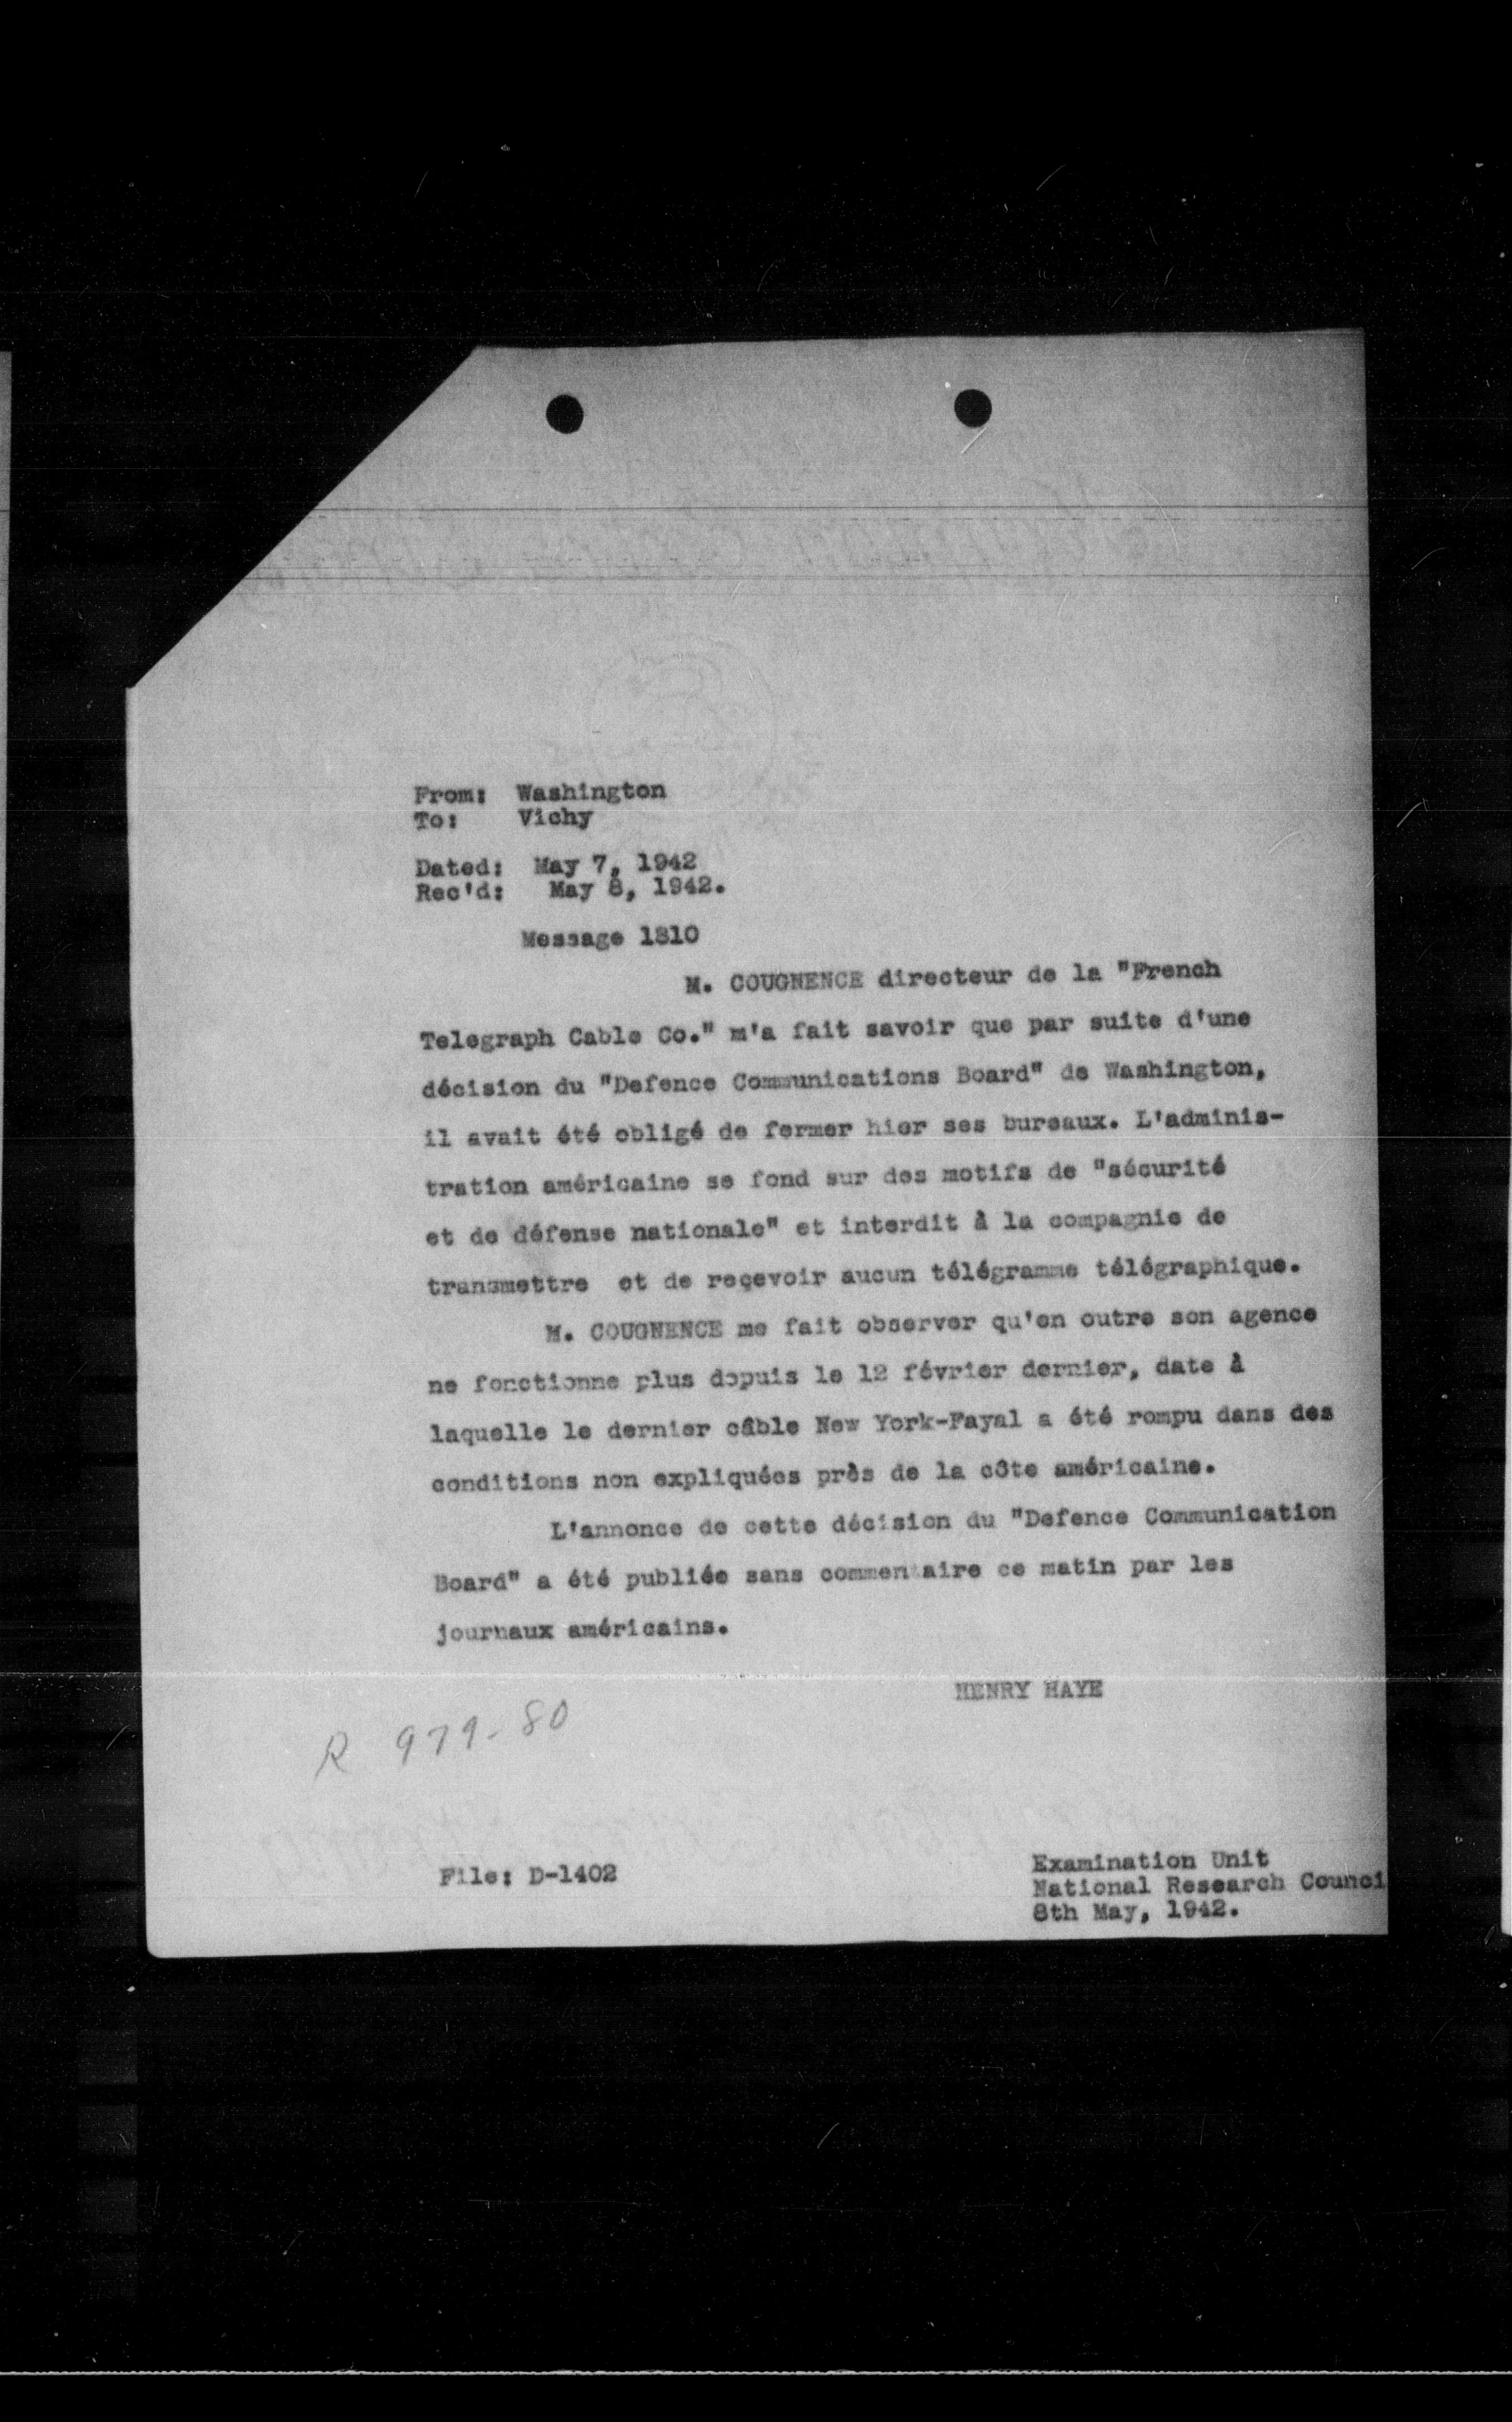 From: Washington
To: Vichy
Dated: May 7, 1942
Rec'd: May 8, 1942.
Message 1810
M. COUGNENCE directeur de la "French
Telegraph Cable Co." m'a fait savoir que par suite d'une
décision du "Defence Communications Board" de Washington,
il avait été obligé de fermer hier ses bureaux. L'adminis-
tration américaine se fond sur des motifs de "sécurité
et de défense nationale" et interdit à la compagnie de
transmettre et de reçevoir aucun télégramme télégraphique.
M. COUGNENCE me fait observer qu'en outre son agence
ne fonctionne plus depuis le 12 février dernier, date à
laquelle le dernier câble New York-Fayal a été rompu dans des
conditions non expliquées près de la côte américaine.
L'annonce de cette décision du "Defence Communication
Board" a été publiée sans commentaire ce matin par les
journaux américains.
HENRY HAYE
R 979-80
File: D-1402
Examination Unit
National Research Counci
8th May, 1942.